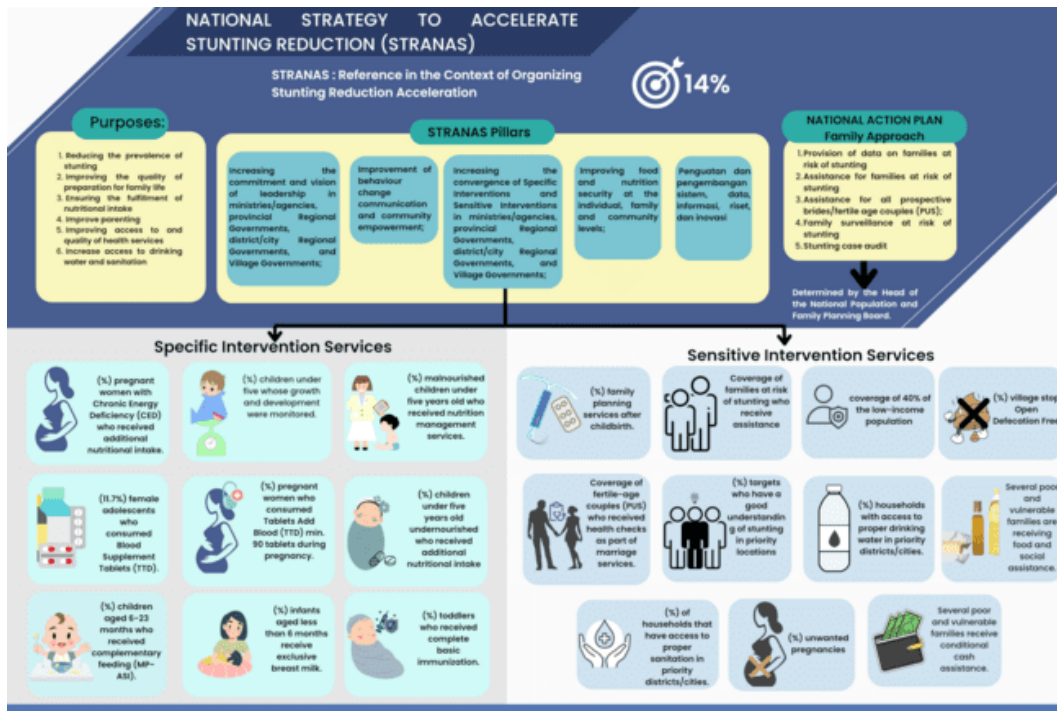 NATIONAL STRATEGY TO ACCELERATE
STUNTING REDUCTION (STRANAS)
STRANAS : Reference in the Context of Organizing
Stunting Reduction Acceleration
14%
Purposes:
1. Reducing the prevalence of
stunting
2. Improving the quality of
preparation for family life
3. Ensuring the fulfillment of
nutritional intake
4. Improve parenting
5. Improving access to and
quality of health services
6. Increase access to drinking
water and sanitation
STRANAS Pillars
Increasing the
commitment and vision
of leadership in
ministries/agencies,
provincial Regional
Governments,
district/city Regional
Governments, and
Village Governments;
Improvement of
behaviour
change
communication
and community
empowerment;
Increasing the
convergence of Specific
Interventions and
Sensitive Interventions in
ministries/agencies,
provincial Regional
Governments,
district/city Regional
Governments, and
Village Governments;
Improving food
and nutrition
security at the
individual, family
and community
levels;
Penguatan dan
pengembangan
sistem, data,
informasi, riset,
dan inovasi
NATIONAL ACTION PLAN
Family Approach
1. Provision of data on families at
risk of stunting
2. Assistance for families at risk of
stunting
3. Assistance for all prospective
brides/fertile age couples (PUS);
4. Family surveillance at risk of
stunting
5. Stunting case audit
Determined by the Head of
the National Population and
Family Planning Board.
Specific Intervention Services
(%) pregnant
women with
Chronic Energy
Deficiency (CED)
who received
additional
nutritional intake.
(%) children under
five whose growth
and development
were monitored.
(%) malnourished
children under
five years old who
received nutrition
management
services.
(11.7%) female
adolescents
who
consumed
Blood
Supplement
Tablets (TTD).
(%) pregnant
women who
consumed
Tablets Add
Blood (TTD) min.
90 tablets during
pregnancy.
(%) children
under five
years old
undernourished
who received
additional
nutritional intake
(%) children
aged 6-23
months who
received
complementary
feeding (MP-
ASI).
(%) infants
aged less
than 6 months
receive
exclusive
breast milk.
(%) toddlers
who received
complete
basic
immunization.
Sensitive Intervention Services
(%) family
planning
services after
childbirth.
Coverage of
families at risk
of stunting
who receive
assistance
coverage of 40% of
the low-income
population
(%) village stop
Open
Defecation Free
Coverage of
fertile-age
couples (PUS)
who received
health checks
as part of
marriage
services.
(%) targets
who have a
good
understandin
g of stunting
in priority
locations
(%) households
with access to
proper drinking
water in priority
districts/cities.
Several poor
and
vulnerable
families are
receiving
food and
social
assistance.
(%) of
households that
have access to
proper
sanitation in
priority
districts/cities.
(%) unwanted
pregnancies
Several poor
and vulnerable
families receive
conditional
cash
assistance.